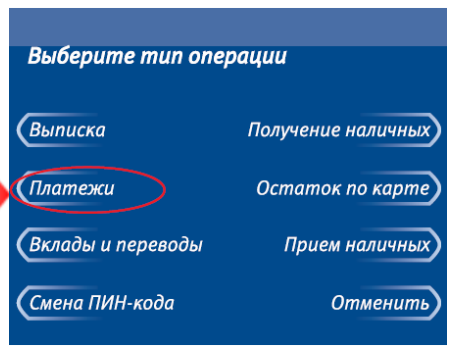 Выберите тип операции
Выписка
Получение наличных
Платежи
Остаток по карте
Вклады и переводы
Прием наличных
Смена ПИН-кода
Отменить